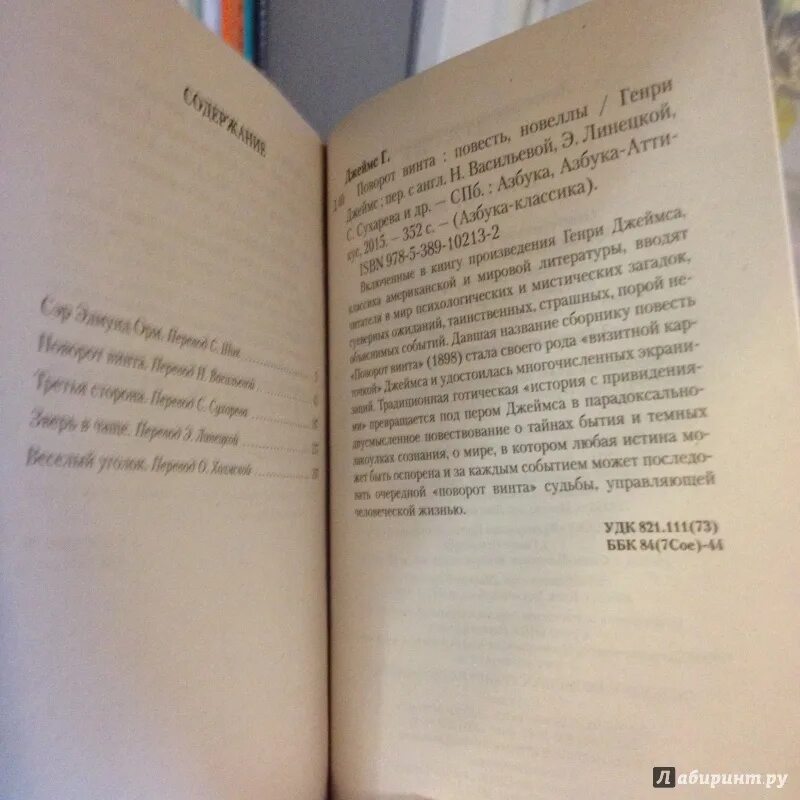 СОДЕРЖАНИЕ
Сэр Эдмунд Орм. Перевод С. Шик
Поворот винта. Перевод Н. Васильевой
Третья сторона. Перевод С. Сухарева
Зверь в чаще. Перевод Э. Линецкой
Веселый уголок. Перевод О. Холмской
Джеймс Г.
Поворот винта : повесть, новеллы / Генри
Джеймс ; пер. с англ. Н. Васильевой, Э. Линецкой,
С. Сухарева и др. – СПб. : Азбука, Азбука-Атти-
кус, 2015. – 352 с. – (Азбука-классика).
ISBN 978-5-389-10213-2
Включенные в книгу произведения Генри Джеймса,
классика американской и мировой литературы, вводят
читателя в мир психологических и мистических загадок,
суеверных ожиданий, таинственных, страшных, порой не-
объяснимых событий. Давшая название сборнику повесть
«Поворот винта» (1898) стала своего рода «визитной кар-
точкой» Джеймса и удостоилась многочисленных экрани-
заций. Традиционная готическая «история с привидения-
ми» превращается под пером Джеймса в парадоксально-
двусмысленное повествование о тайнах бытия и темных
закоулках сознания, о мире, в котором любая истина мо-
жет быть оспорена и за каждым событием может последо-
вать очередной «поворот винта» судьбы, управляющей
человеческой жизнью.
УДК 821.111(73)
ББК 84(7Сое)-44
Лабиринт.ру